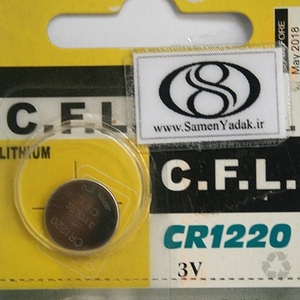 May 2018
C.F.L.
www.SamenYadak.ir
LITHIUM
C.F.L.
CR1220
3V